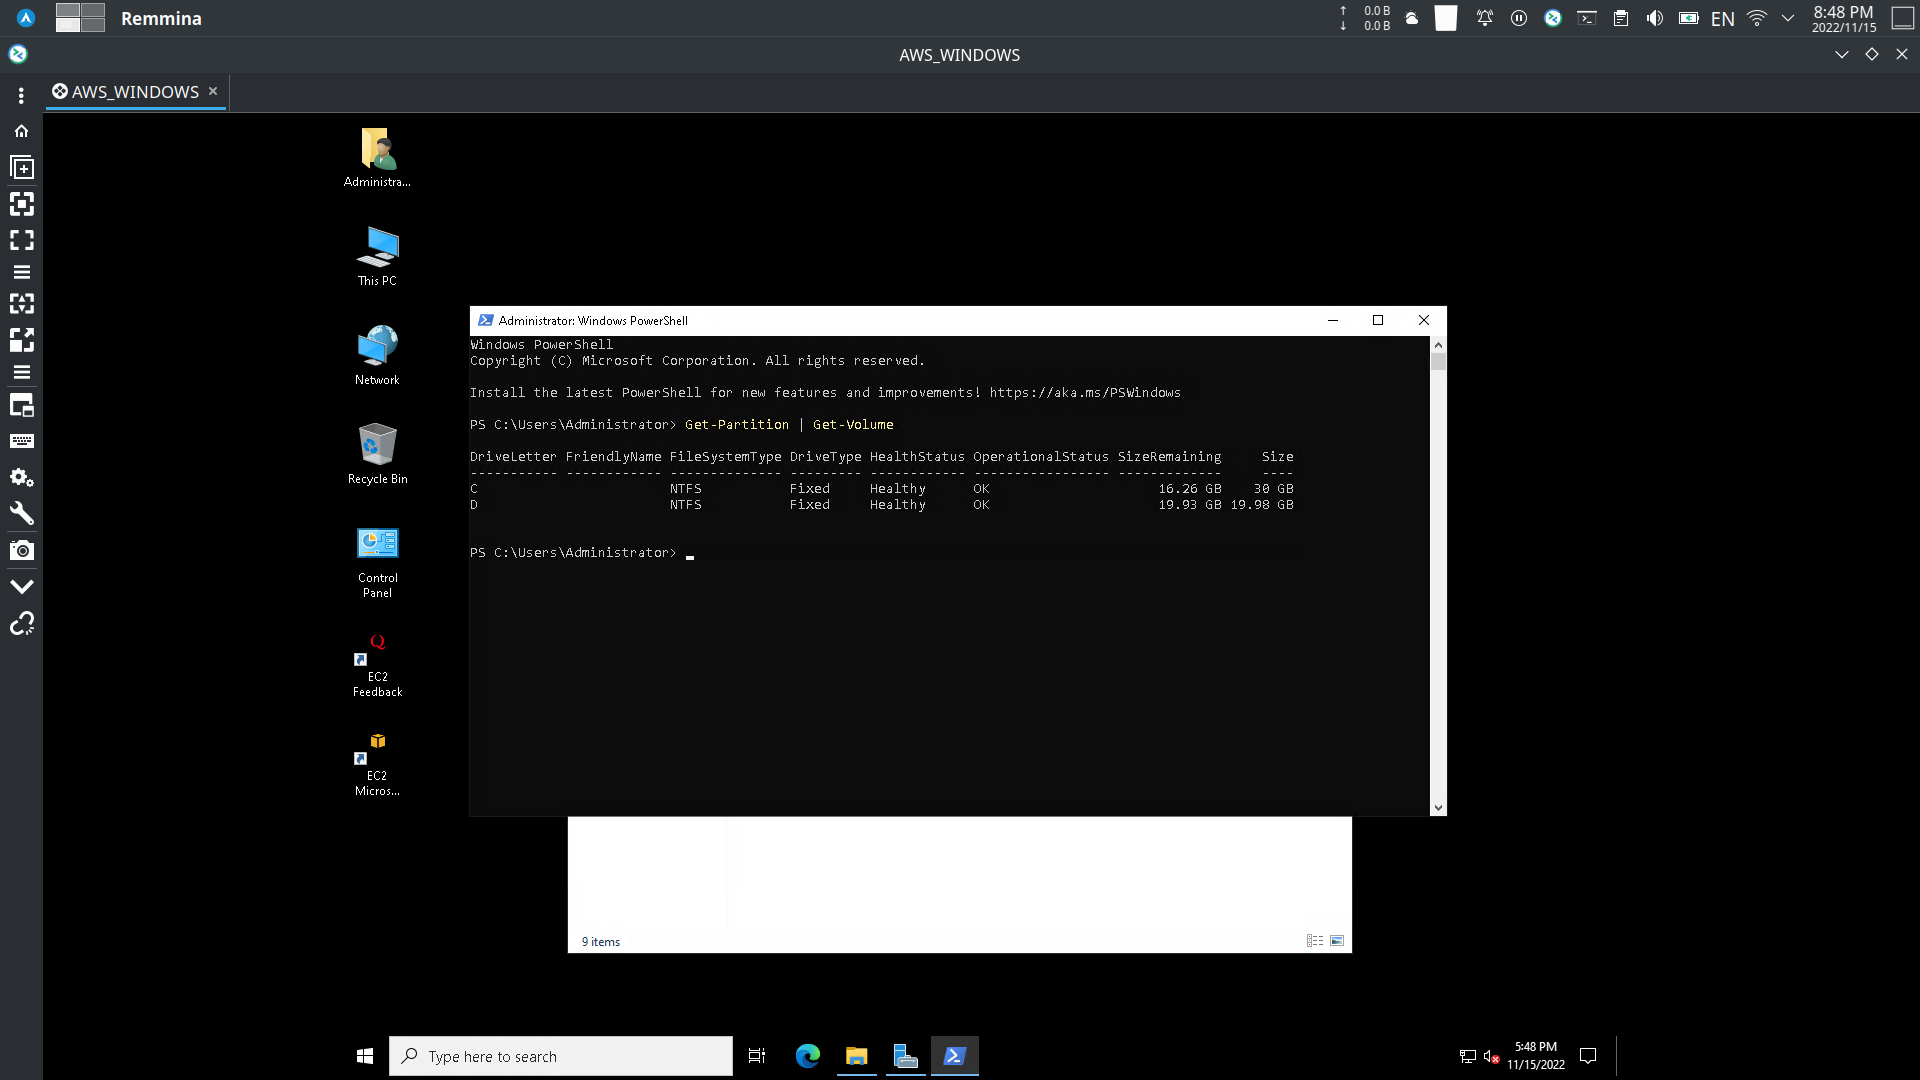 Remmina
0.0 B
0.0 B
EN
8:48 PM
2022/11/15
AWS_WINDOWS
AWS_WINDOWS
Administra...
This PC
Network
Recycle Bin
Control
Panel
Q
EC2
Feedback
EC2
Micros...
Administrator: Windows PowerShell
Windows PowerShell
Copyright (C) Microsoft Corporation. All rights reserved.
Install the latest PowerShell for new features and improvements! https://aka.ms/PSWindows
PS C:\Users\Administrator> Get-Partition | Get-Volume
DriveLetter FriendlyName FileSystemType DriveType HealthStatus OperationalStatus SizeRemaining     Size
----------- ------------ -------------- --------- ------------ ----------------- -------------     ----
C                        NTFS           Fixed     Healthy      OK                     16.26 GB    30 GB
D                        NTFS           Fixed     Healthy      OK                     19.93 GB 19.98 GB
PS C:\Users\Administrator>
9 items
Type here to search
5:48 PM
11/15/2022